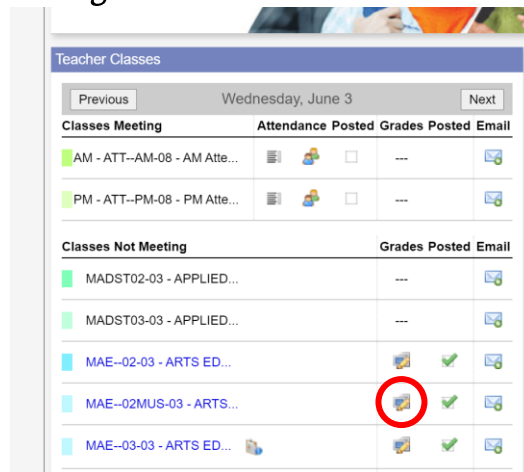 Teacher Classes
Previous Wednesday, June 3 Next
Classes Meeting Attendance Posted Grades Posted Email
AM - ATT--AM-08 - AM Atte... ---
PM - ATT--PM-08 - PM Atte... ---
Classes Not Meeting Grades Posted Email
MADST02-03 - APPLIED... ---
MADST03-03 - APPLIED... ---
MAE--02-03 - ARTS ED...
MAE--02MUS-03 - ARTS...
MAE--03-03 - ARTS ED...